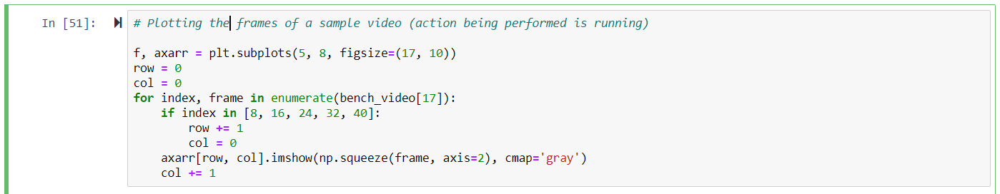 In [51]:
# Plotting the frames of a sample video (action being performed is running)
f, axarr = plt.subplots(5, 8, figsize=(17, 10))
row = 0
col = 0
for index, frame in enumerate(bench_video[17]):
    if index in [8, 16, 24, 32, 40]:
        row += 1
        col = 0
    axarr[row, col].imshow(np.squeeze(frame, axis=2), cmap='gray')
    col += 1